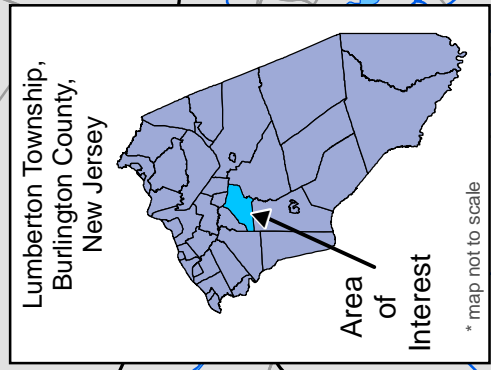 Lumberton Township,
Burlington County,
New Jersey
Area
of
Interest
* map not to scale